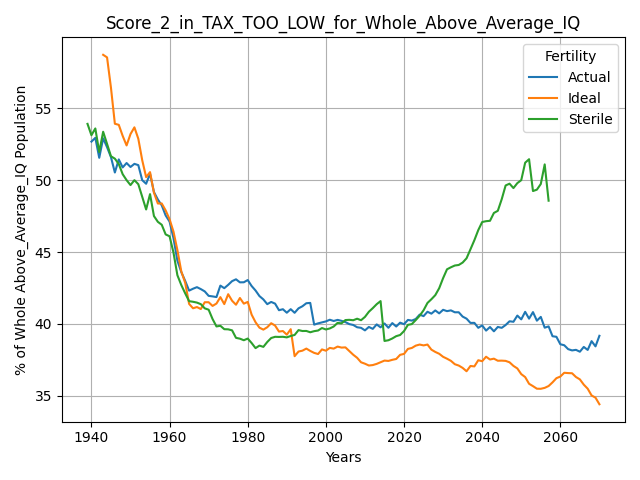 Score_2_in_TAX_TOO_LOW_for_Whole_Above_Average_IQ
% of Whole Above_Average_IQ Population
55
50
45
40
35
Fertility
Actual
Ideal
Sterile
1940 1960 1980 2000 2020 2040 2060
Years